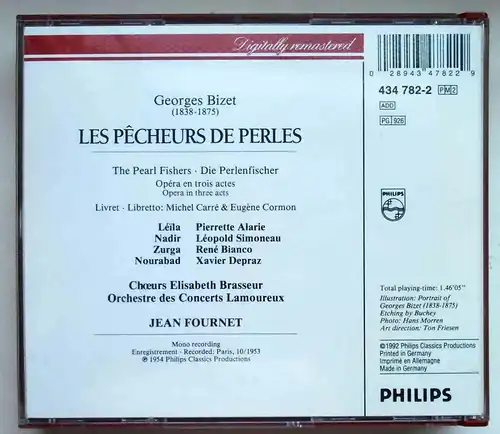 Digitally remastered
Georges Bizet
(1838-1875)
LES PÊCHEURS DE PERLES
The Pearl Fishers · Die Perlenfischer
Opéra en trois actes
Opera in three acts
Livret · Libretto: Michel Carré & Eugène Cormon
Léïla Pierrette Alarie
Nadir Léopold Simoneau
Zurga René Bianco
Nourabad Xavier Depraz
Chœurs Elisabeth Brasseur
Orchestre des Concerts Lamoureux
JEAN FOURNET
Mono recording
Enregistrement · Recorded: Paris, 10/1953
℗ 1954 Philips Classics Productions
0 28943 47822 9
434 782-2 PM 2
ADD
PG 926
PHILIPS
Total playing-time: 1.46'05"
Illustration: Portrait of
Georges Bizet (1838-1875)
Etching by Buchey
Photo: Hans Morren
Art direction: Ton Friesen
©1992 Philips Classics Productions
Printed in Germany
Imprimé en Allemagne
Made in Germany
PHILIPS